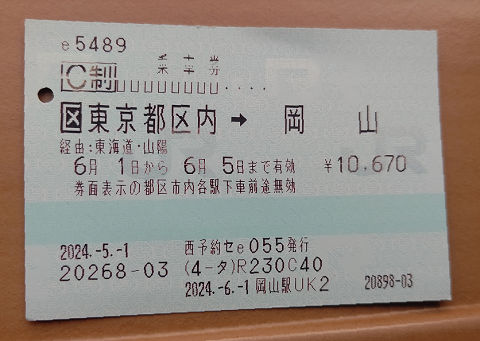 e5489
乗車券
C制
区 東京都区内 → 岡山
経由:東海道・山陽
6月 1日から 6月 5日まで有効 ¥10,670
券面表示の都区市内各駅下車前途無効
2024.-5.-1 西予約セe055発行
20268-03 (4-タ)R230C40
2024.-6.-1 岡山駅UK2 20898-03